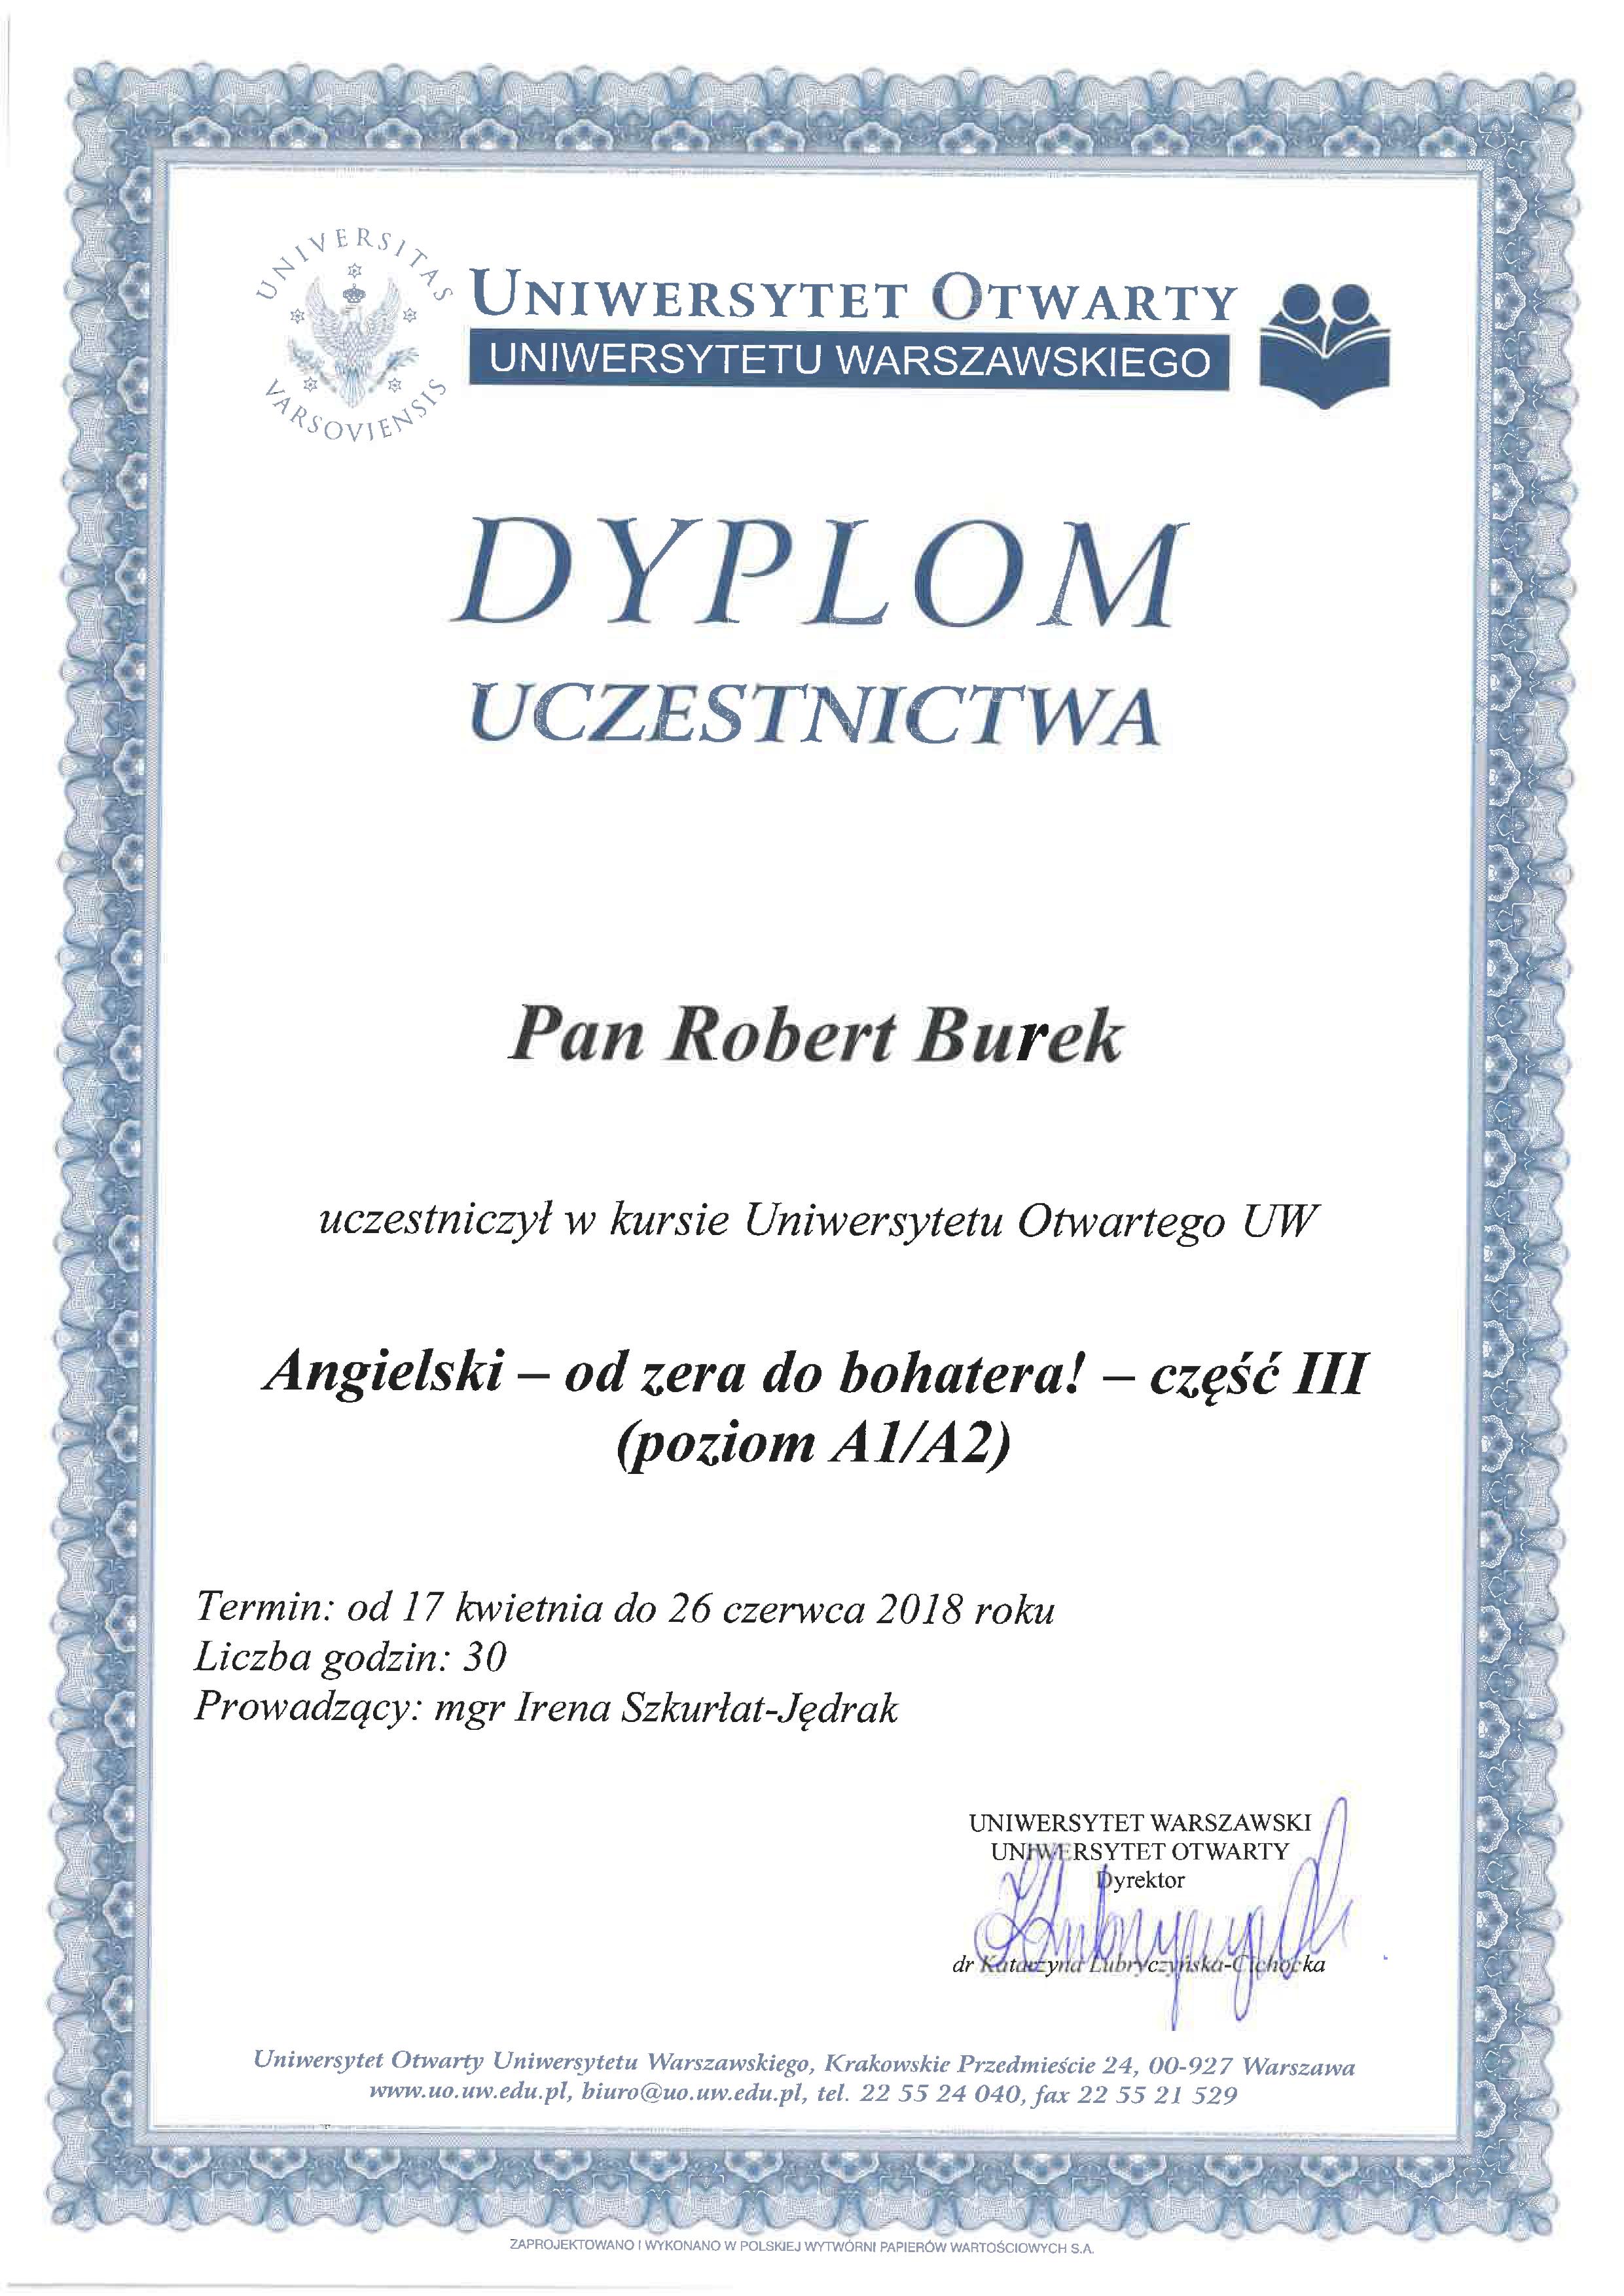 UNIVERSITAS VARSOVIENSIS
UNIWERSYTET OTWARTY
UNIWERSYTETU WARSZAWSKIEGO
DYPLOM
UCZESTNICTWA
Pan Robert Burek
uczestniczył w kursie Uniwersytetu Otwartego UW
Angielski – od zera do bohatera! – część III
(poziom A1/A2)
Termin: od 17 kwietnia do 26 czerwca 2018 roku
Liczba godzin: 30
Prowadzący: mgr Irena Szkurłat-Jędrak
UNIWERSYTET WARSZAWSKI
UNIWERSYTET OTWARTY
Dyrektor
dr Katarzyna Lubryczyńska-Cichocka
Uniwersytet Otwarty Uniwersytetu Warszawskiego, Krakowskie Przedmieście 24, 00-927 Warszawa
www.uo.uw.edu.pl, biuro@uo.uw.edu.pl, tel. 22 55 24 040, fax 22 55 21 529
ZAPROJEKTOWANO I WYKONANO W POLSKIEJ WYTWÓRNI PAPIERÓW WARTOŚCIOWYCH S.A.